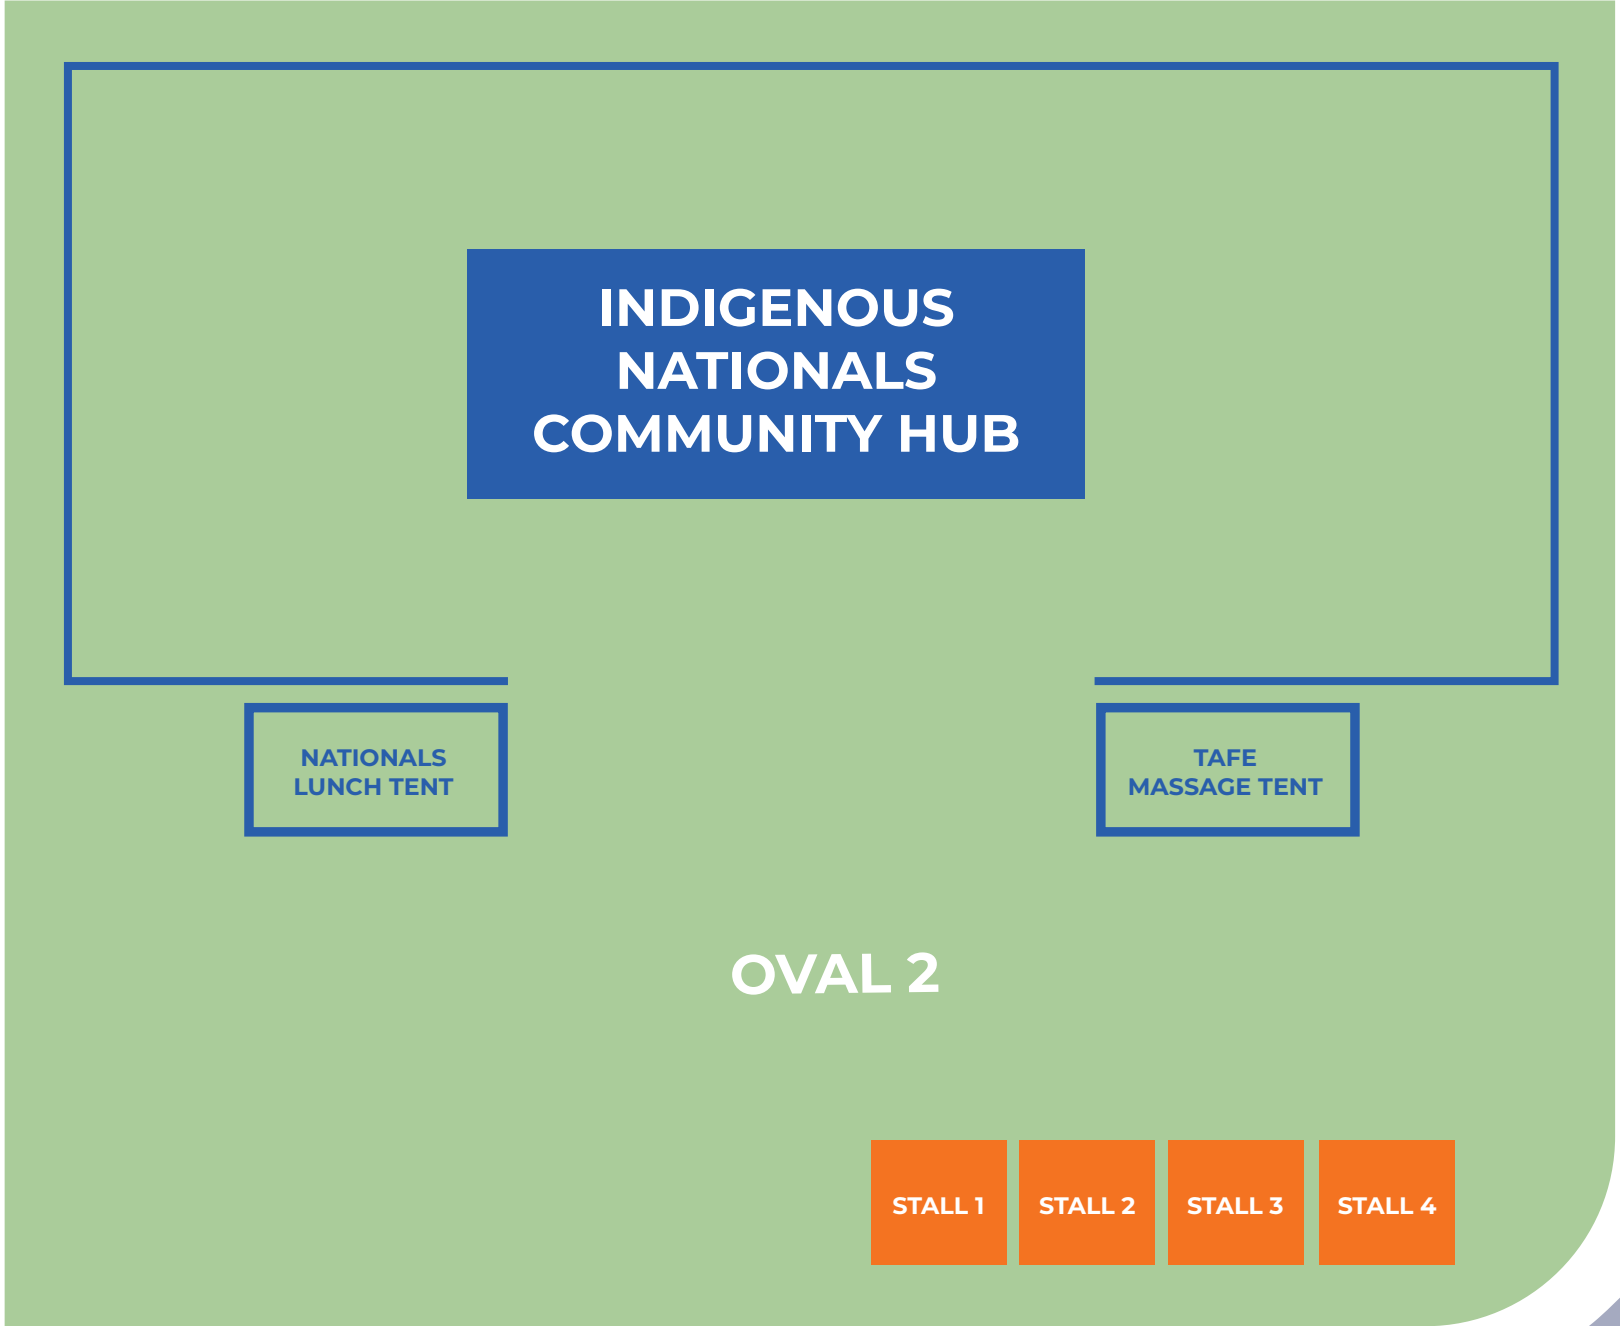 INDIGENOUS
NATIONALS
COMMUNITY HUB
NATIONALS
LUNCH TENT
TAFE
MASSAGE TENT
OVAL 2
STALL 1
STALL 2
STALL 3
STALL 4